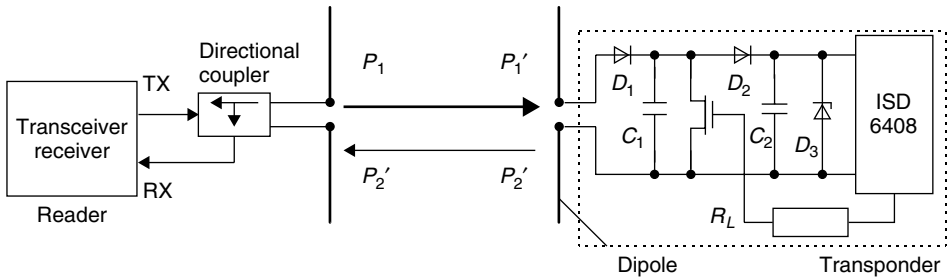 Directional
coupler
TX
Transceiver
receiver
RX
Reader
P₁
P₁′
P₂′
P₂′
D₁
D₂
C₁
C₂
D₃
ISD
6408
R_L
Dipole
Transponder